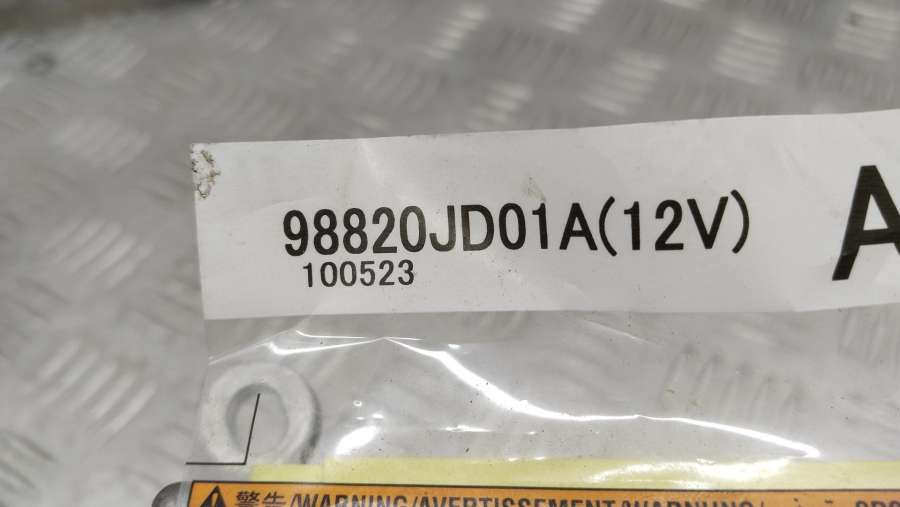 98820JD01A(12V)
100523
A
警告/WARNING/AVERTISSEMENT/WARNUNG/